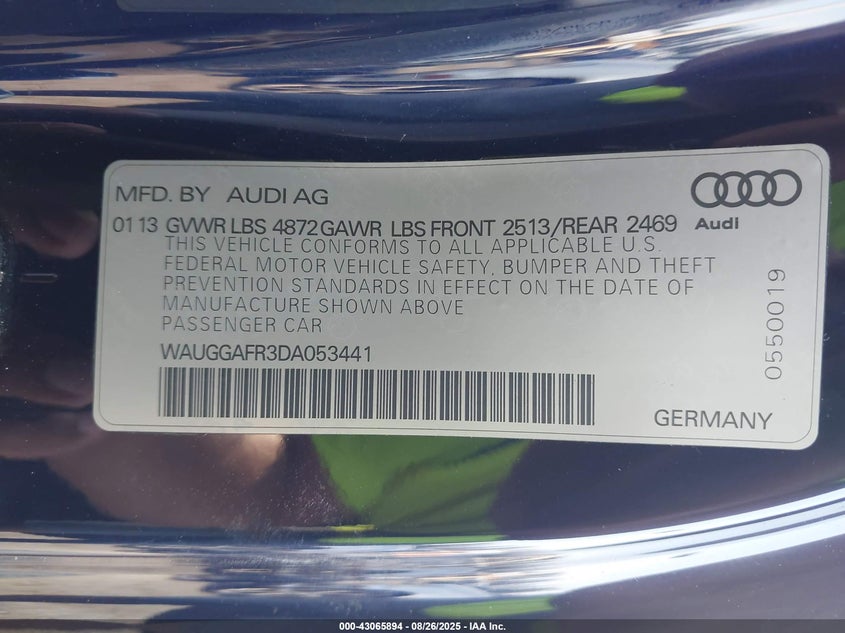 MFD. BY AUDI AG
Audi
01 13 GVWR LBS 4872 GAWR LBS FRONT 2513/REAR 2469
THIS VEHICLE CONFORMS TO ALL APPLICABLE U.S.
FEDERAL MOTOR VEHICLE SAFETY, BUMPER AND THEFT
PREVENTION STANDARDS IN EFFECT ON THE DATE OF
MANUFACTURE SHOWN ABOVE
PASSENGER CAR
WAUGGAFR3DA053441
0550019
GERMANY
000-43065894 - 08/26/2025 - IAA Inc.